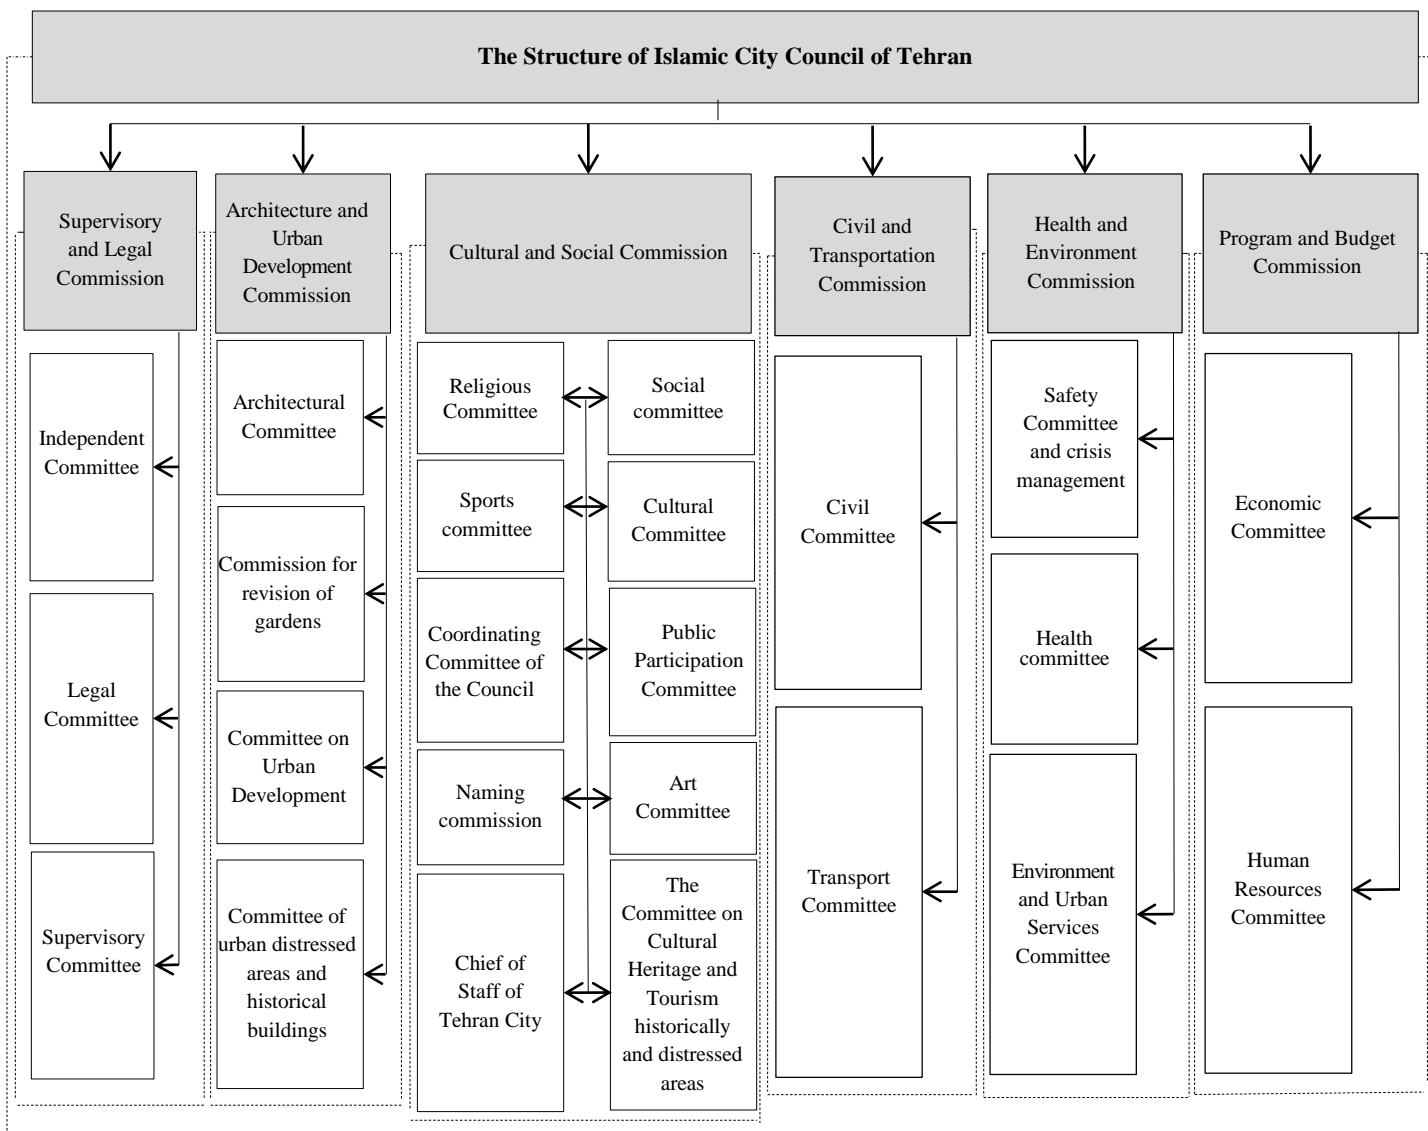 The Structure of Islamic City Council of Tehran
Supervisory
and Legal
Commission
Independent
Committee
Legal
Committee
Supervisory
Committee
Architecture and
Urban
Development
Commission
Architectural
Committee
Commission for
revision of
gardens
Committee on
Urban
Development
Committee of
urban distressed
areas and
historical
buildings
Cultural and Social Commission
Religious
Committee
Social
committee
Sports
committee
Cultural
Committee
Coordinating
Committee of
the Council
Public
Participation
Committee
Naming
commission
Art
Committee
Chief of
Staff of
Tehran City
The
Committee on
Cultural
Heritage and
Tourism
historically
and distressed
areas
Civil and
Transportation
Commission
Civil
Committee
Transport
Committee
Health and
Environment
Commission
Safety
Committee
and crisis
management
Health
committee
Environment
and Urban
Services
Committee
Program and Budget
Commission
Economic
Committee
Human
Resources
Committee